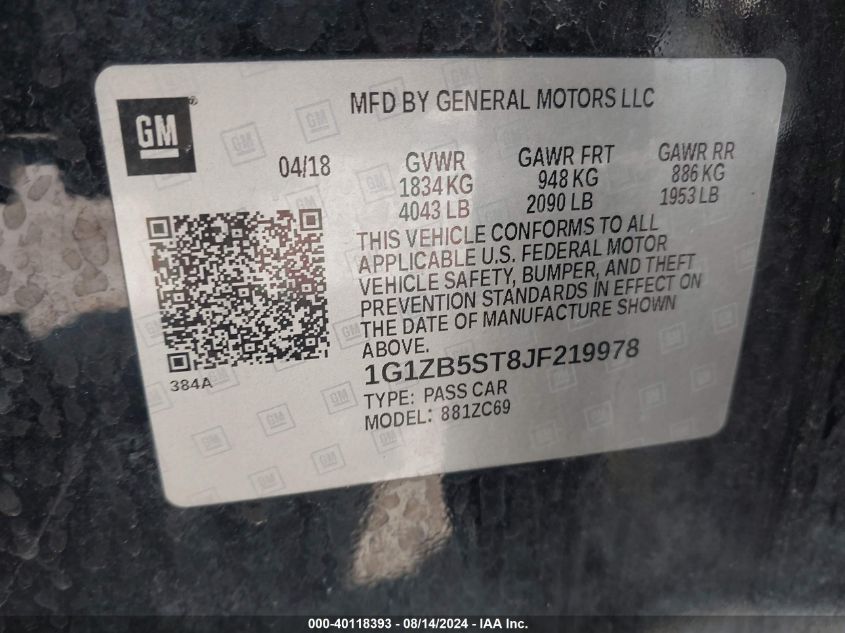 MFD BY GENERAL MOTORS LLC
GM
®
04/18
GVWR
1834 KG
4043 LB
GAWR FRT
948 KG
2090 LB
GAWR RR
886 KG
1953 LB
THIS VEHICLE CONFORMS TO ALL
APPLICABLE U.S. FEDERAL MOTOR
VEHICLE SAFETY, BUMPER, AND THEFT
PREVENTION STANDARDS IN EFFECT ON
THE DATE OF MANUFACTURE SHOWN
ABOVE.
384A
1G1ZB5ST8JF219978
TYPE: PASS CAR
MODEL: 881ZC69
000-40118393 - 08/14/2024 - IAA Inc.